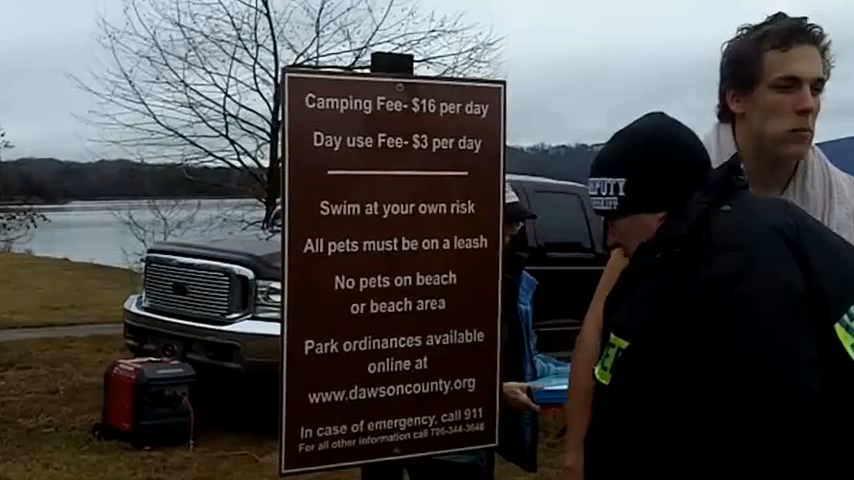 Camping Fee- $16 per day
Day use Fee- $3 per day
Swim at your own risk
All pets must be on a leash
No pets on beach
or beach area
Park ordinances available
online at
www.dawsoncounty.org
In case of emergency, call 911
For all other information call 706-344-3646
DEPUTY